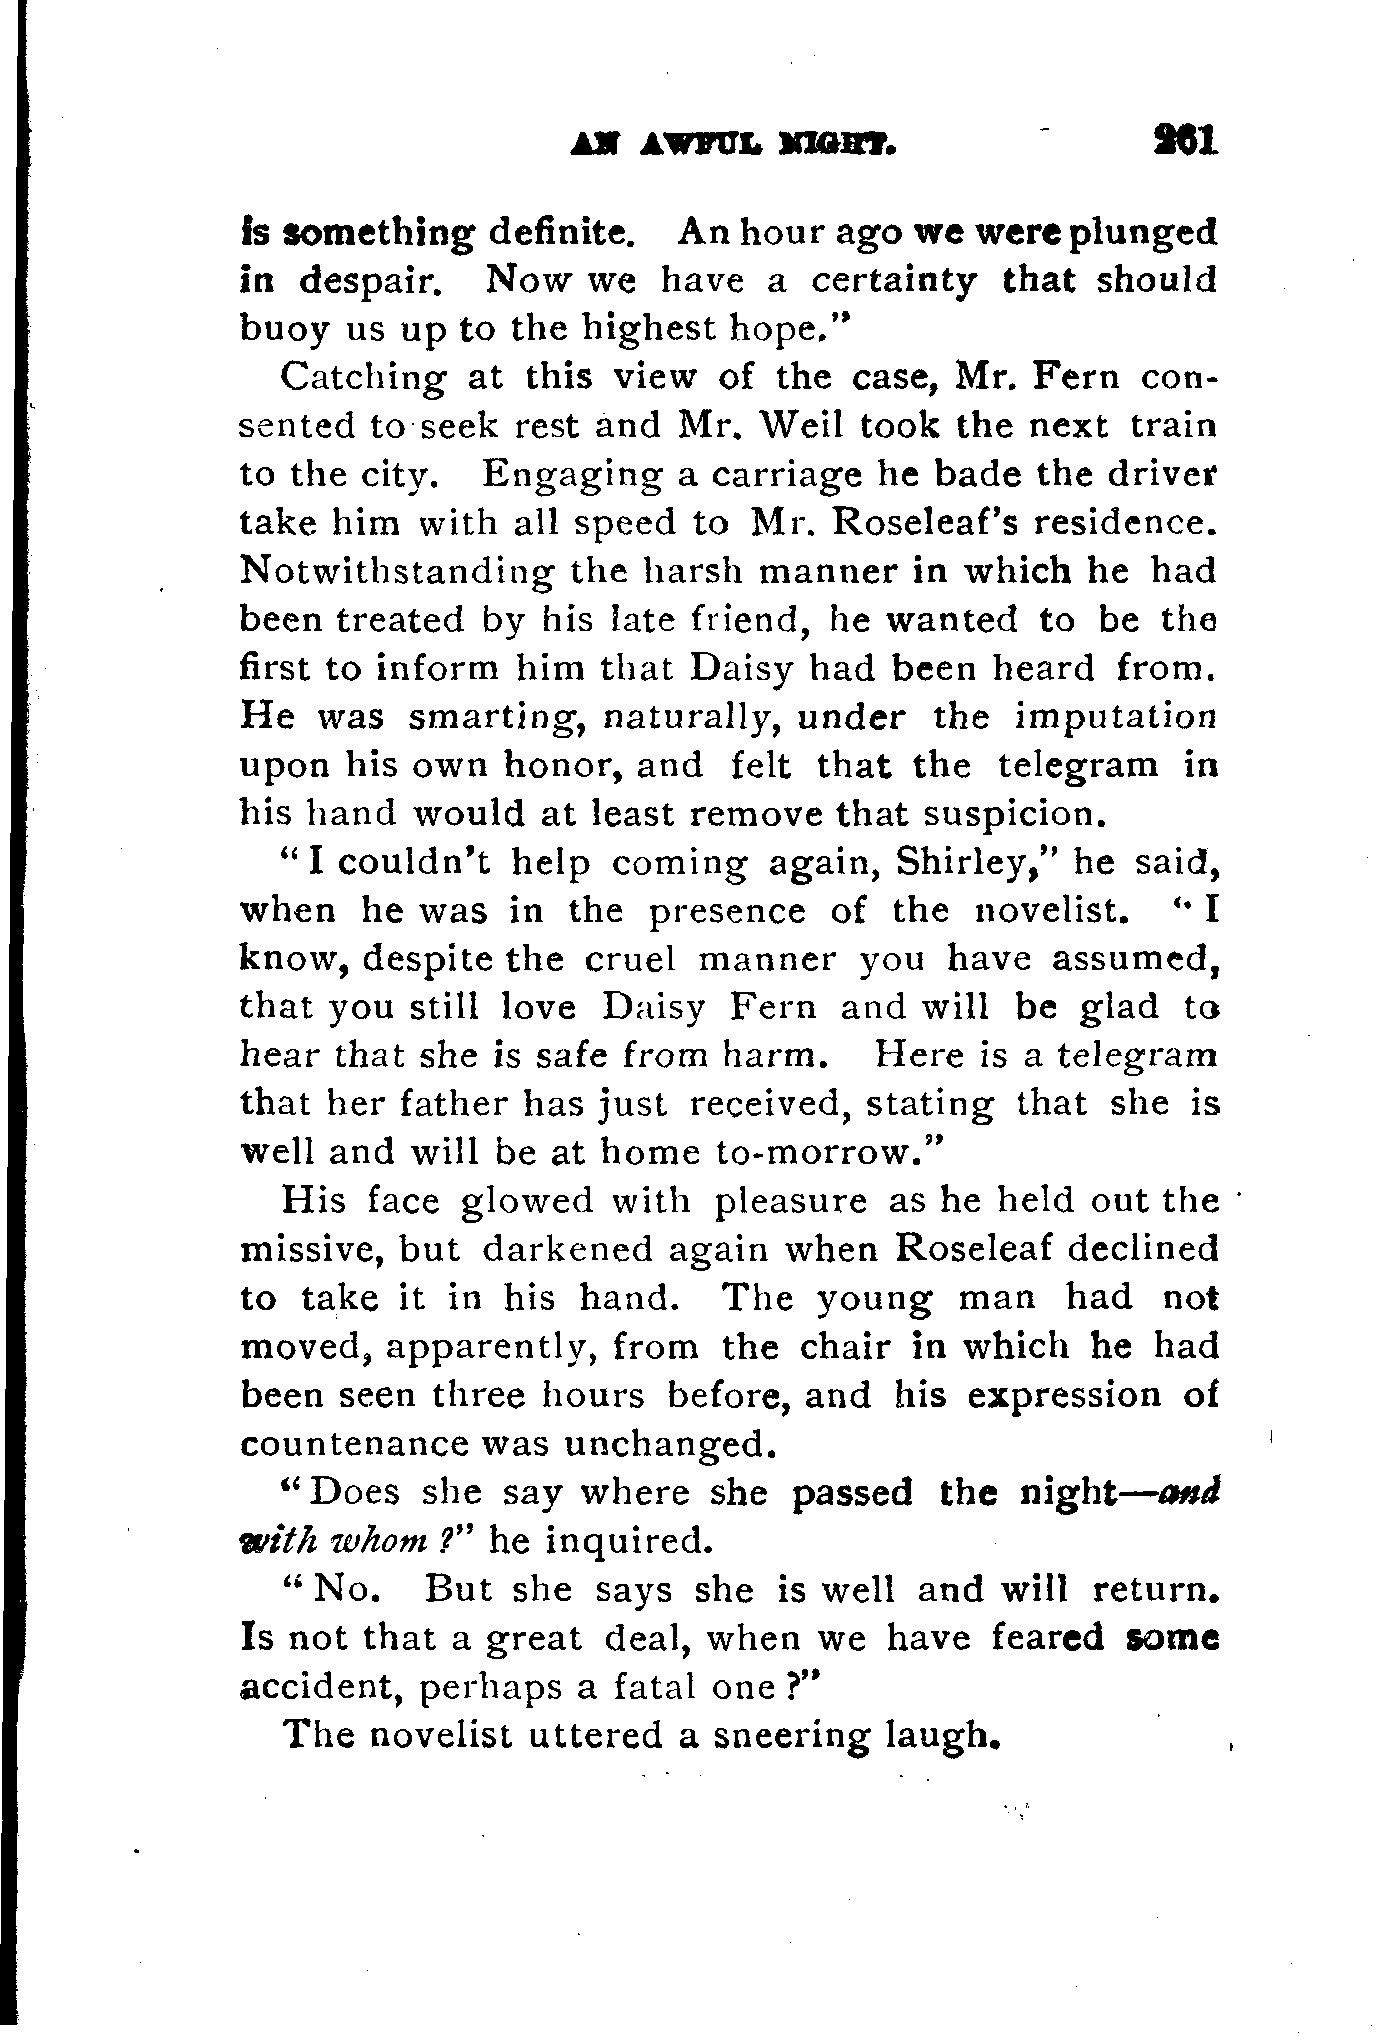 AN AWFUL NIGHT. 261
is something definite. An hour ago we were plunged
in despair. Now we have a certainty that should
buoy us up to the highest hope."
Catching at this view of the case, Mr. Fern con-
sented to seek rest and Mr. Weil took the next train
to the city. Engaging a carriage he bade the driver
take him with all speed to Mr. Roseleaf's residence.
Notwithstanding the harsh manner in which he had
been treated by his late friend, he wanted to be the
first to inform him that Daisy had been heard from.
He was smarting, naturally, under the imputation
upon his own honor, and felt that the telegram in
his hand would at least remove that suspicion.
"I couldn't help coming again, Shirley," he said,
when he was in the presence of the novelist. "I
know, despite the cruel manner you have assumed,
that you still love Daisy Fern and will be glad to
hear that she is safe from harm. Here is a telegram
that her father has just received, stating that she is
well and will be at home to-morrow."
His face glowed with pleasure as he held out the
missive, but darkened again when Roseleaf declined
to take it in his hand. The young man had not
moved, apparently, from the chair in which he had
been seen three hours before, and his expression of
countenance was unchanged.
"Does she say where she passed the night—and
with whom?" he inquired.
"No. But she says she is well and will return.
Is not that a great deal, when we have feared some
accident, perhaps a fatal one?"
The novelist uttered a sneering laugh.